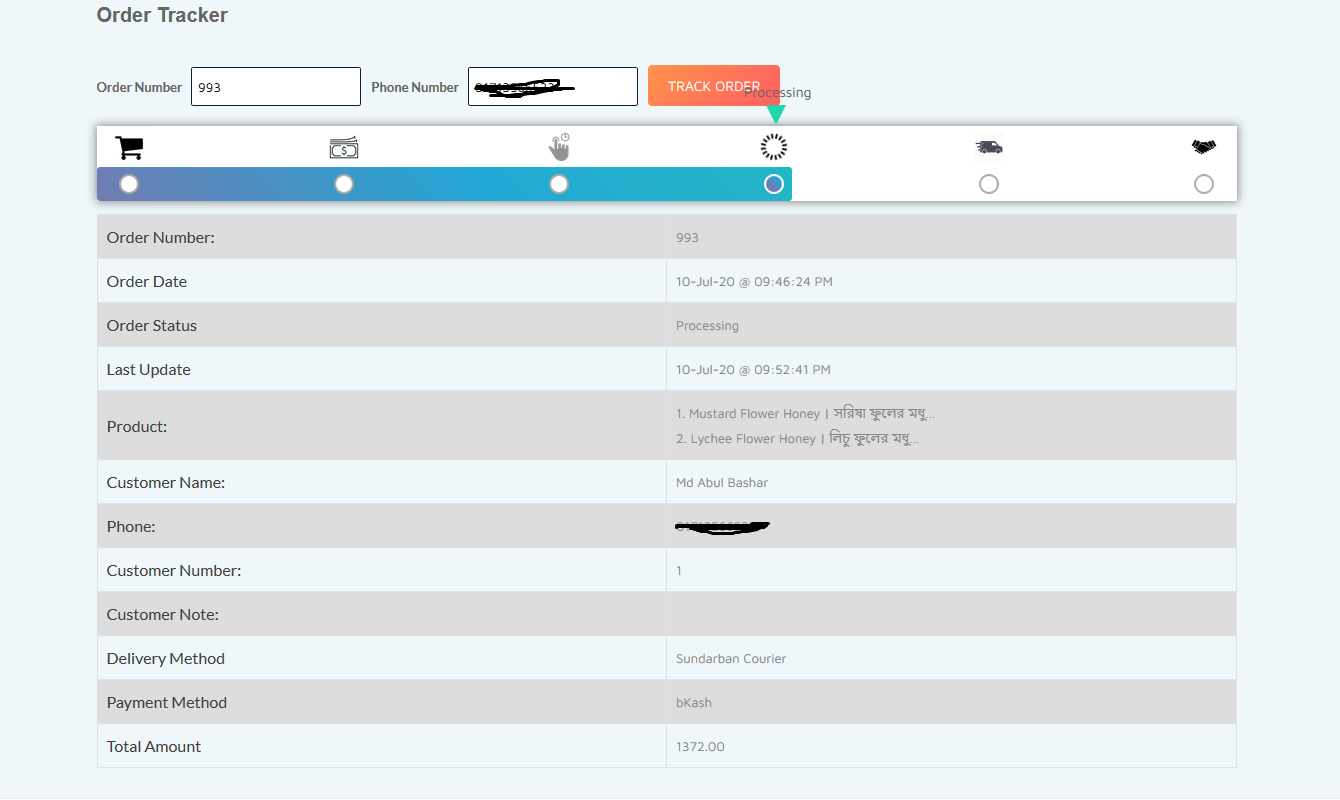 Order Tracker
Order Number 993 Phone Number TRACK ORDER
Processing
Order Number: 993
Order Date 10-Jul-20 @ 09:46:24 PM
Order Status Processing
Last Update 10-Jul-20 @ 09:52:41 PM
Product: 1. Mustard Flower Honey | সরিষা ফুলের মধু...
2. Lychee Flower Honey | লিচু ফুলের মধু...
Customer Name: Md Abul Bashar
Phone:
Customer Number: 1
Customer Note:
Delivery Method Sundarban Courier
Payment Method bKash
Total Amount 1372.00